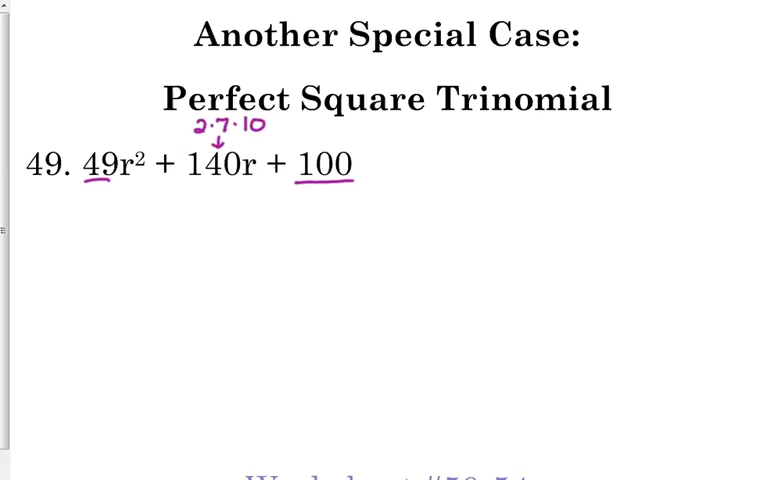 Another Special Case:
Perfect Square Trinomial
2·7·10
↓
49. 49r² + 140r + 100